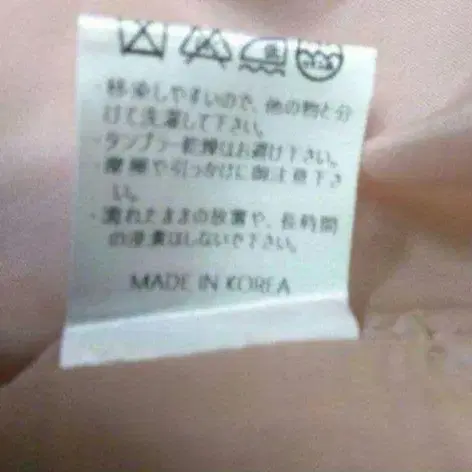 ・移染しやすいので、他の物と分
けて洗濯して下さい。
・タンブラー乾燥はお避け下さい。
・摩擦や引っかけに御注意下さ
い。
・濡れたままの放置や、長時間
の浸漬はしないで下さい。
MADE IN KOREA